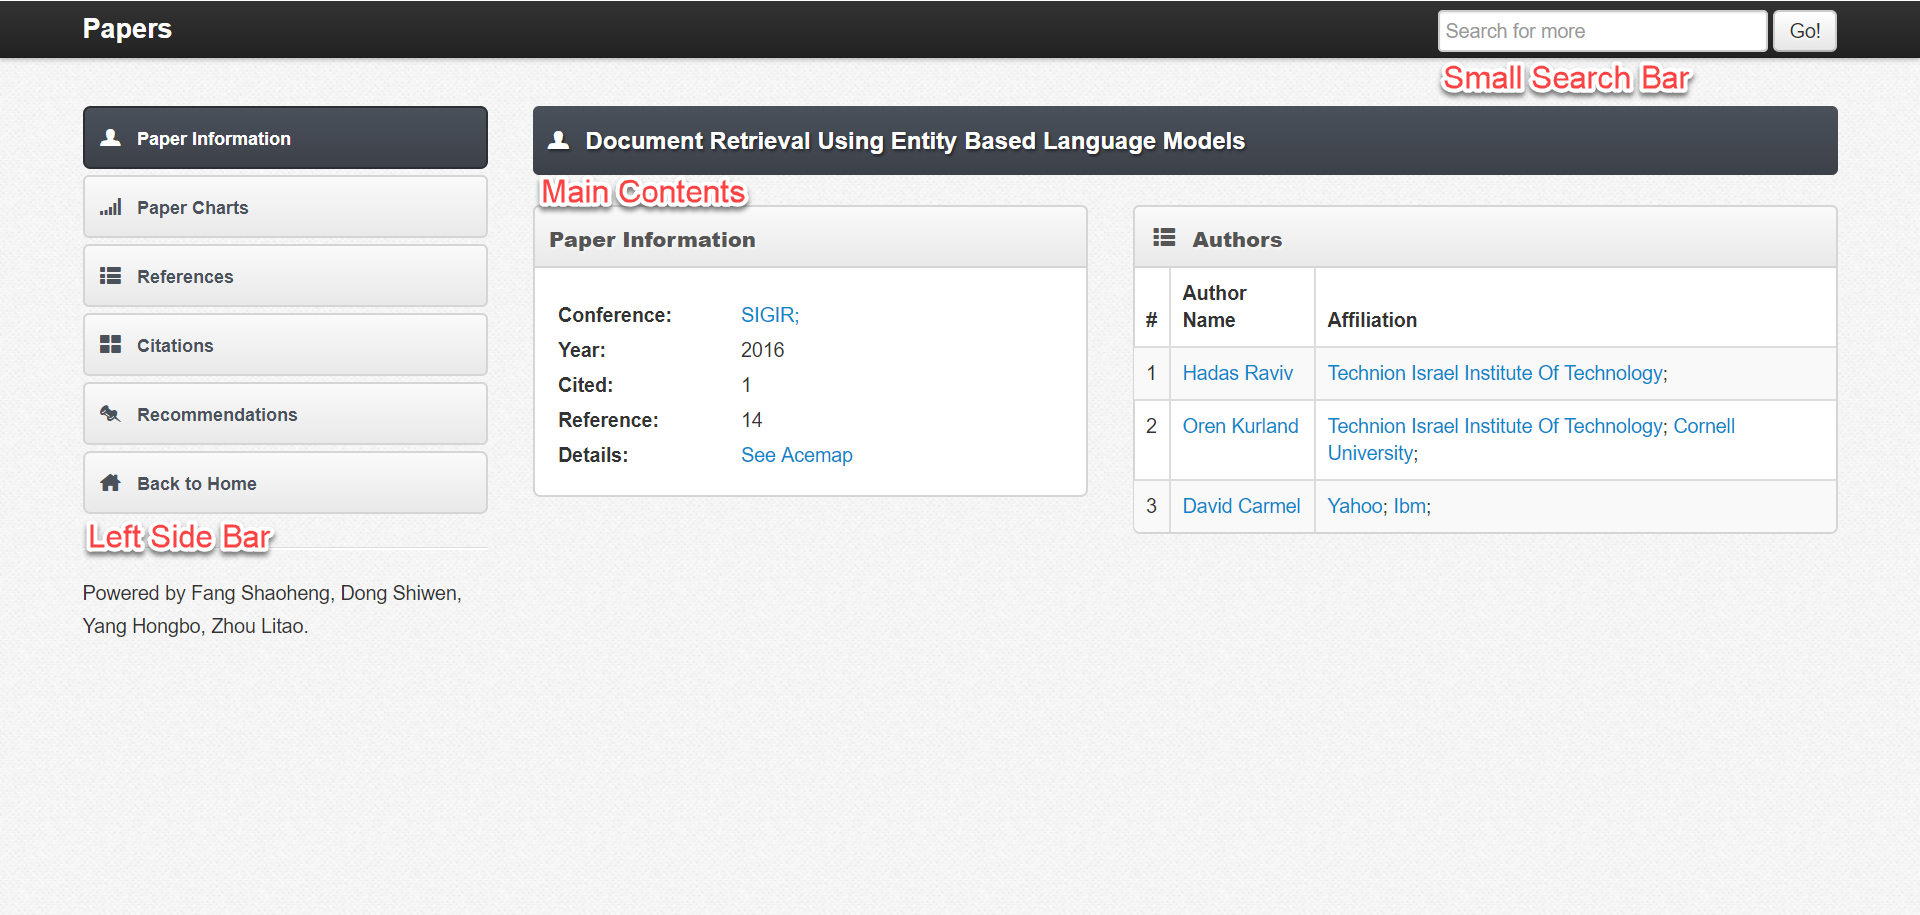 Papers
Search for more
Go!
Small Search Bar
Paper Information
Paper Charts
References
Citations
Recommendations
Back to Home
Left Side Bar
Powered by Fang Shaoheng, Dong Shiwen,
Yang Hongbo, Zhou Litao.
Document Retrieval Using Entity Based Language Models
Main Contents
Paper Information
Conference: SIGIR;
Year: 2016
Cited: 1
Reference: 14
Details: See Acemap
Authors
# Author Name Affiliation
1 Hadas Raviv Technion Israel Institute Of Technology;
2 Oren Kurland Technion Israel Institute Of Technology; Cornell
University;
3 David Carmel Yahoo; Ibm;